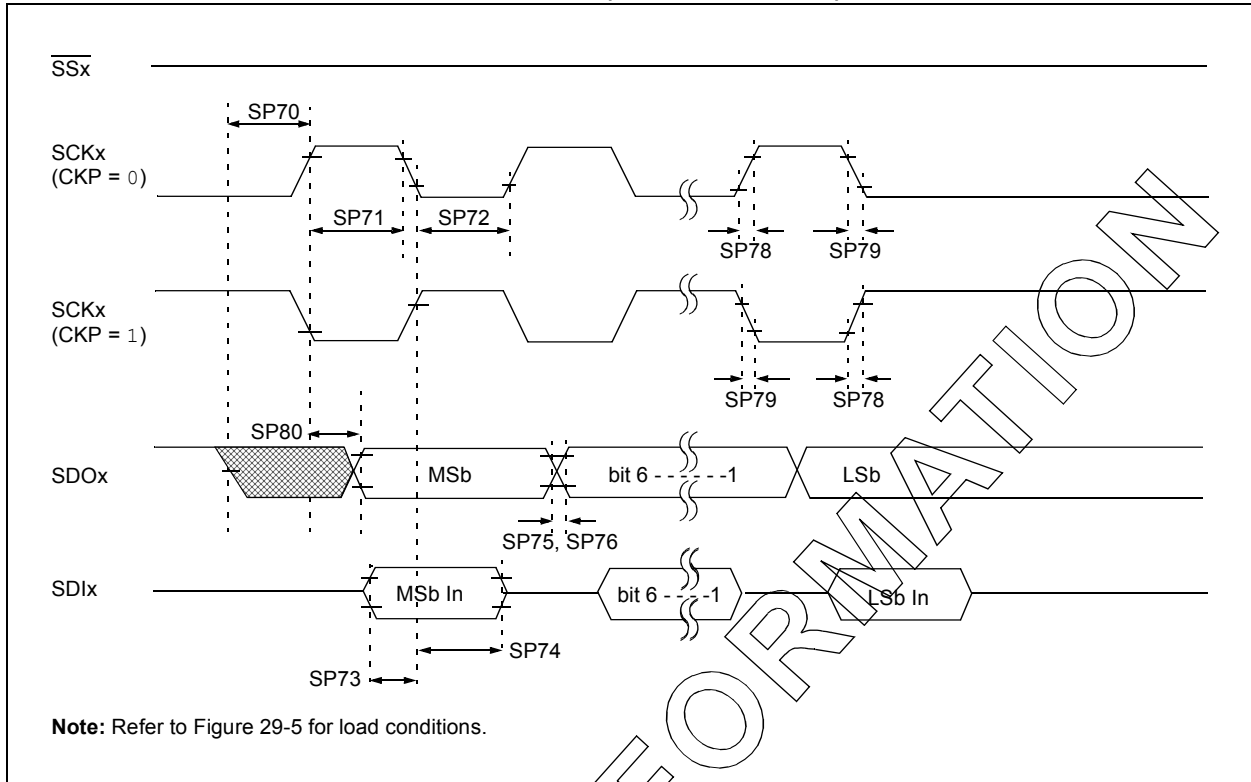 SSx
SP70
SCKx
(CKP = 0)
SP71
SP72
SP78
SP79
SCKx
(CKP = 1)
SP79
SP78
SP80
SDOx
MSb
bit 6 - - - - - -1
LSb
SP75, SP76
SDIx
MSb In
bit 6 - - - -1
LSb In
SP74
SP73
Note: Refer to Figure 29-5 for load conditions.
FORMATION